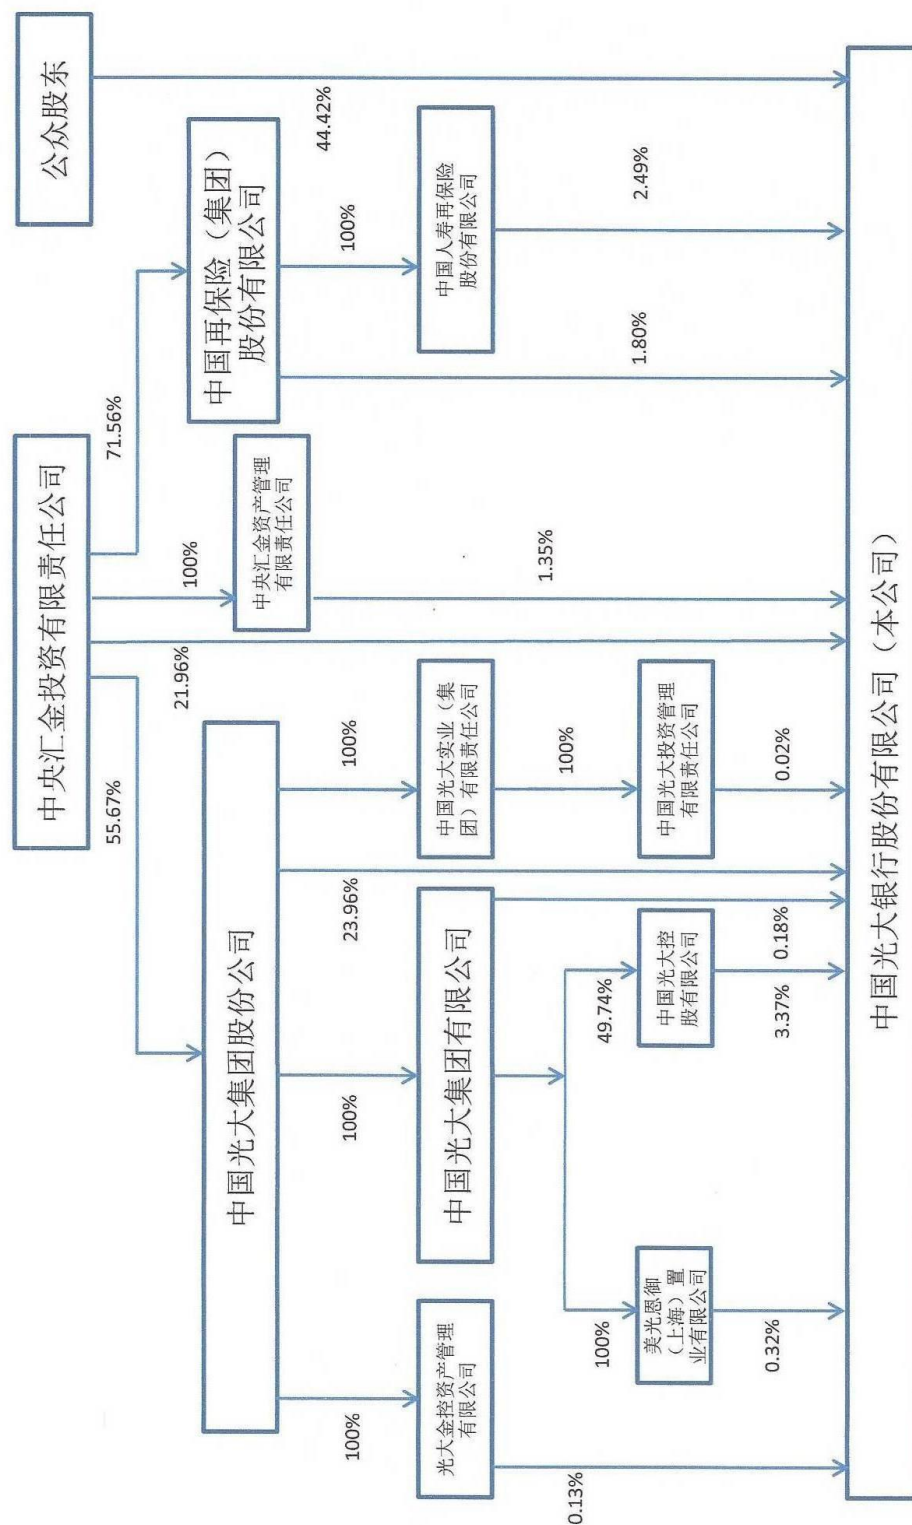 中央汇金投资有限责任公司
公众股东
55.67%
21.96%
100%
71.56%
中国光大集团股份公司
中央汇金资产管理
有限责任公司
中国再保险（集团）
股份有限公司
44.42%
100%
100%
23.96%
100%
100%
光大金控资产管理
有限公司
中国光大集团有限公司
中国光大实业（集
团）有限责任公司
中国人寿再保险
股份有限公司
0.13%
100%
49.74%
100%
1.35%
1.80%
2.49%
美光恩御
（上海）置
业有限公司
中国光大控
股有限公司
中国光大投资管理
有限责任公司
0.32%
3.37%
0.18%
0.02%
中国光大银行股份有限公司（本公司）